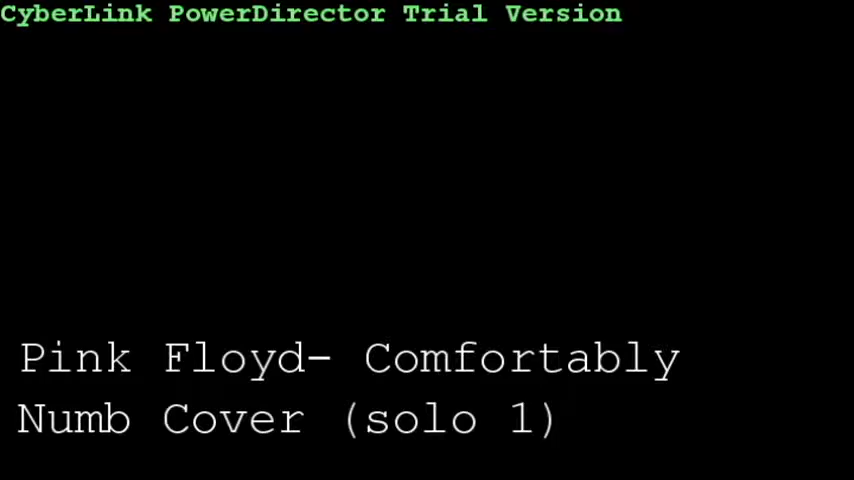 CyberLink PowerDirector Trial Version
Pink Floyd- Comfortably
Numb Cover (solo 1)